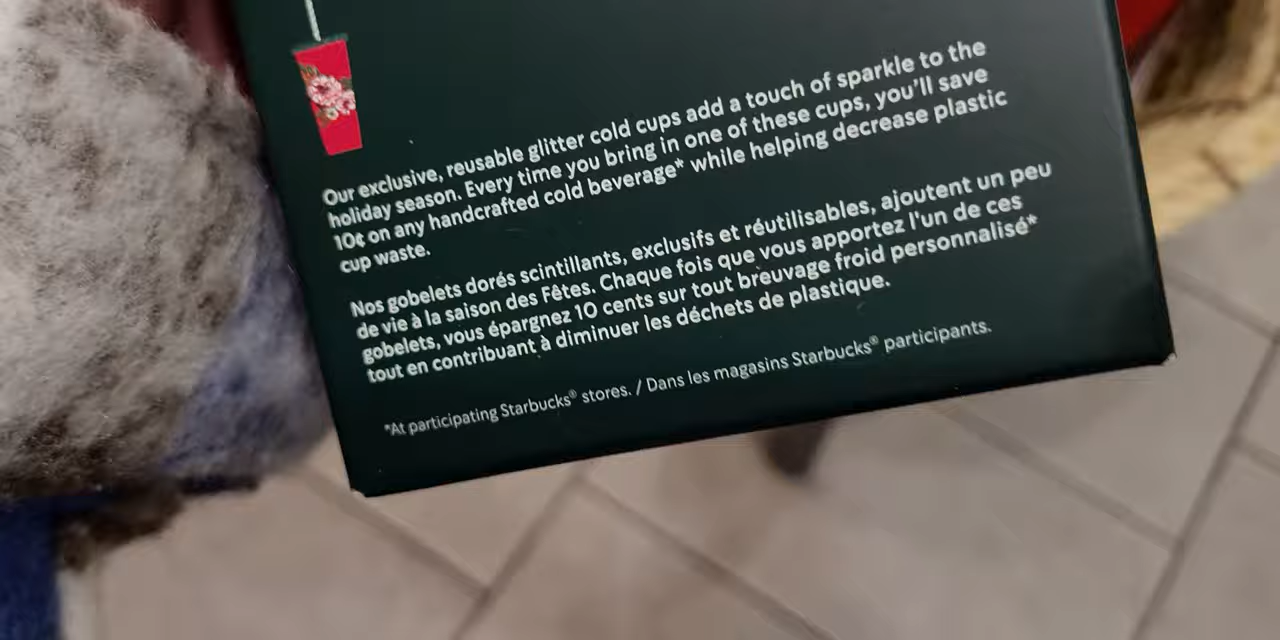 Our exclusive, reusable glitter cold cups add a touch of sparkle to the
holiday season. Every time you bring in one of these cups, you'll save
10¢ on any handcrafted cold beverage* while helping decrease plastic
cup waste.
Nos gobelets dorés scintillants, exclusifs et réutilisables, ajoutent un peu
de vie à la saison des Fêtes. Chaque fois que vous apportez l'un de ces
gobelets, vous épargnez 10 cents sur tout breuvage froid personnalisé*
tout en contribuant à diminuer les déchets de plastique.
*At participating Starbucks® stores. / Dans les magasins Starbucks® participants.